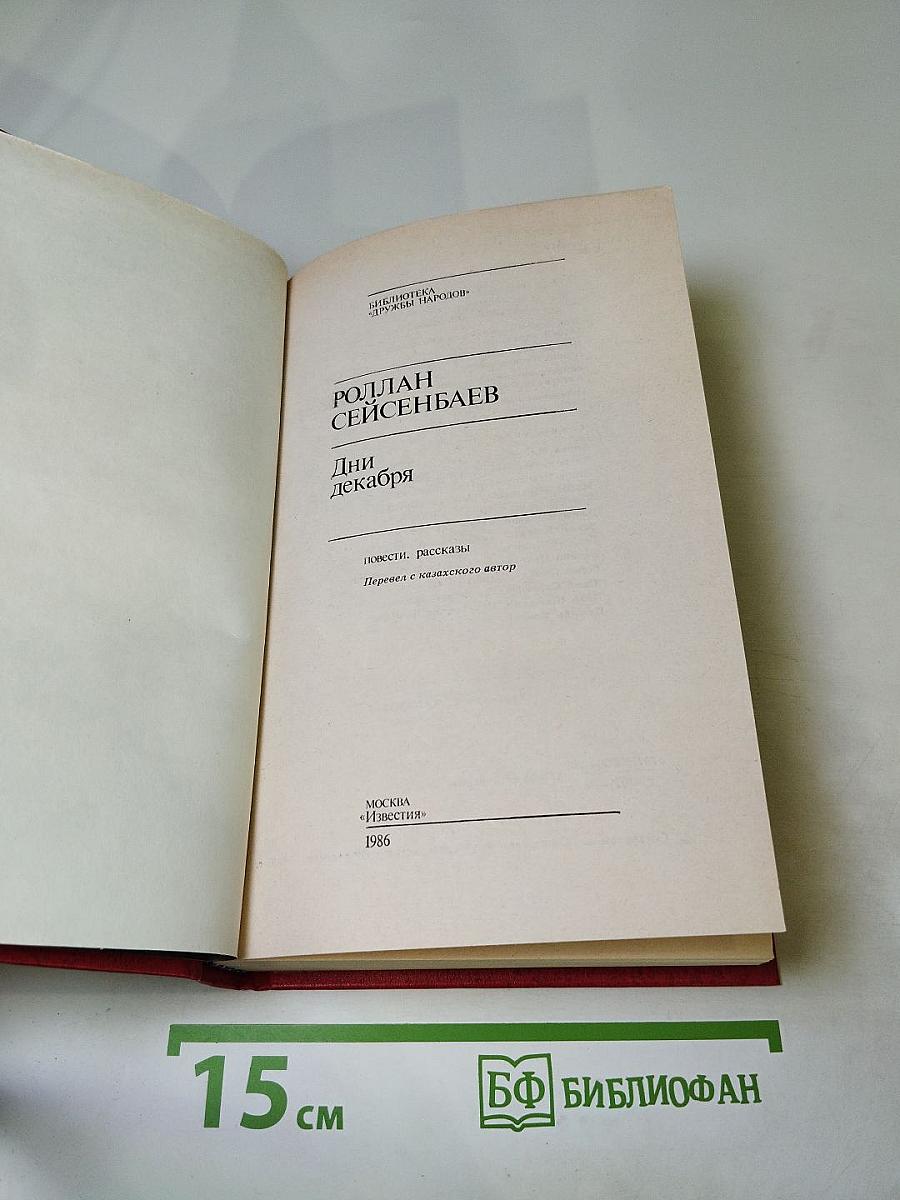 БИБЛИОТЕКА
«ДРУЖБЫ НАРОДОВ»
РОЛЛАН
СЕЙСЕНБАЕВ
Дни
декабря
повести, рассказы
Перевел с казахского автор
МОСКВА
«Известия»
1986
15 см
БФ БИБЛИОФАН